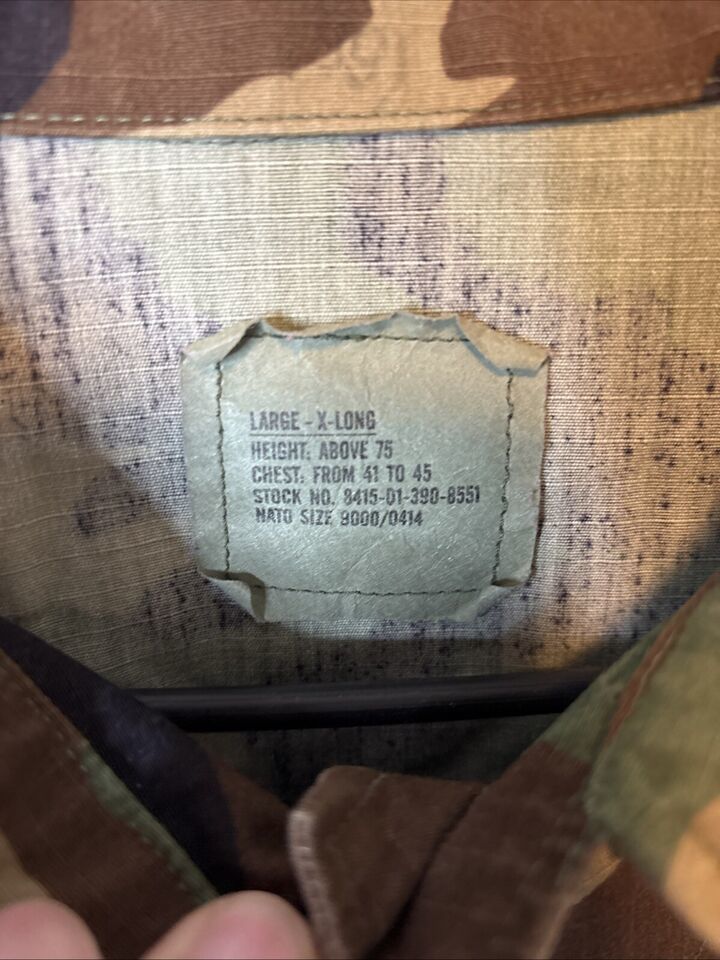 LARGE - X-LONG
HEIGHT: ABOVE 75
CHEST: FROM 41 TO 45
STOCK NO. 8415-01-390-8551
NATO SIZE 9000/0414